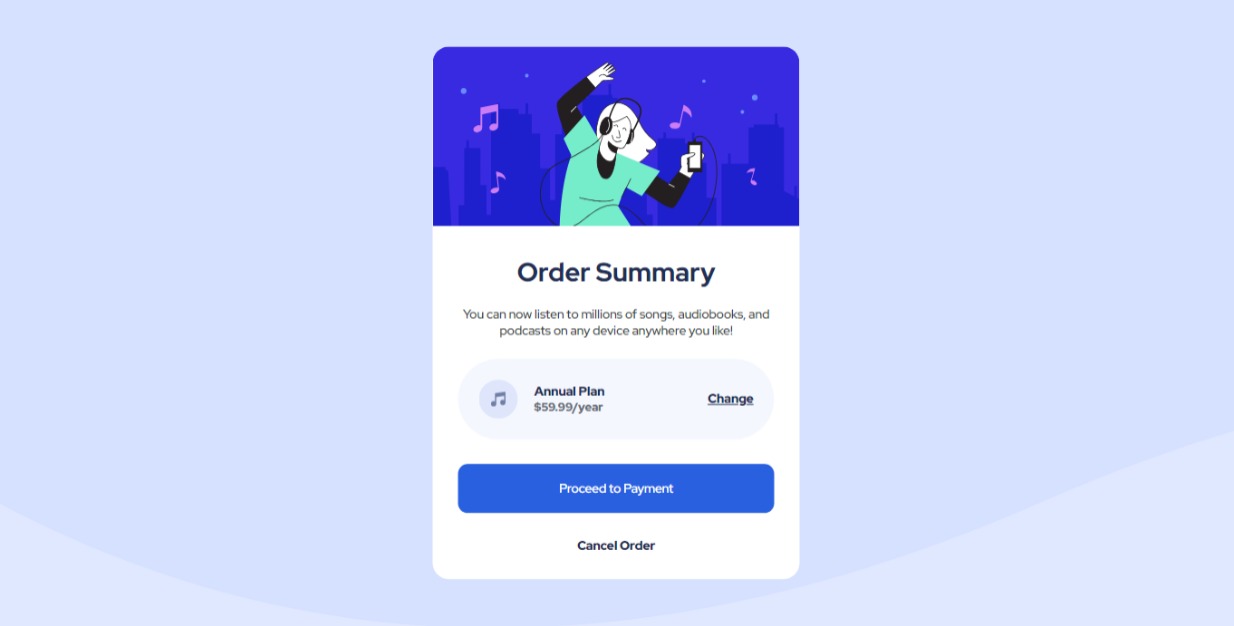 Order Summary
You can now listen to millions of songs, audiobooks, and
podcasts on any device anywhere you like!
Annual Plan
$59.99/year
Change
Proceed to Payment
Cancel Order